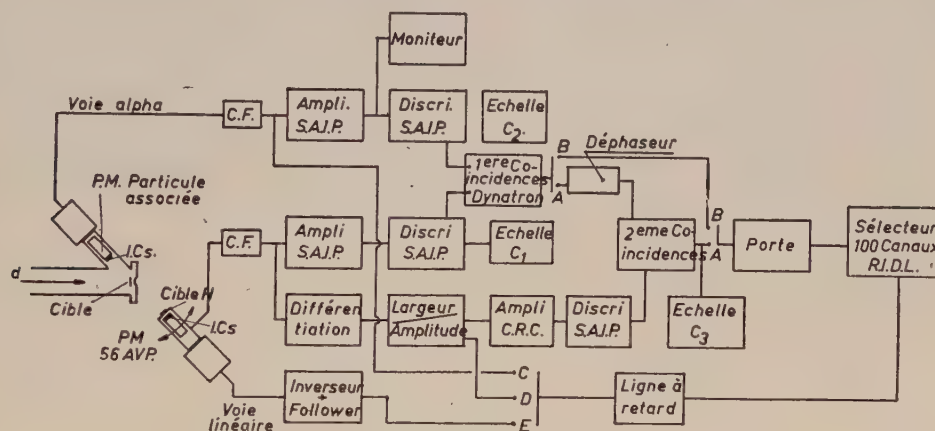 Moniteur
Voie alpha
C.F.
Ampli.
S.A.I.P.
Discri.
S.A.I.P.
Echelle
C2.
Déphaseur
P.M. Particule
associée
1ere Co-
incidences
Dynatron
B
A
I.Cs.
d
Cible
C.F.
Ampli
S.A.I.P.
Discri
S.A.I.P.
Echelle
C1
2eme Co-
incidences
B
A
Porte
Sélecteur
100 Canaux
R.I.D.L.
Cible H
I.Cs
PM
56 AVP.
Différen
tiation
Largeur
Amplitude
Ampli
C.R.C.
Discri
S.A.I.P.
Echelle
C3
C
D
E
Voie
linéaire
Inverseur
Follower
Ligne à
retard